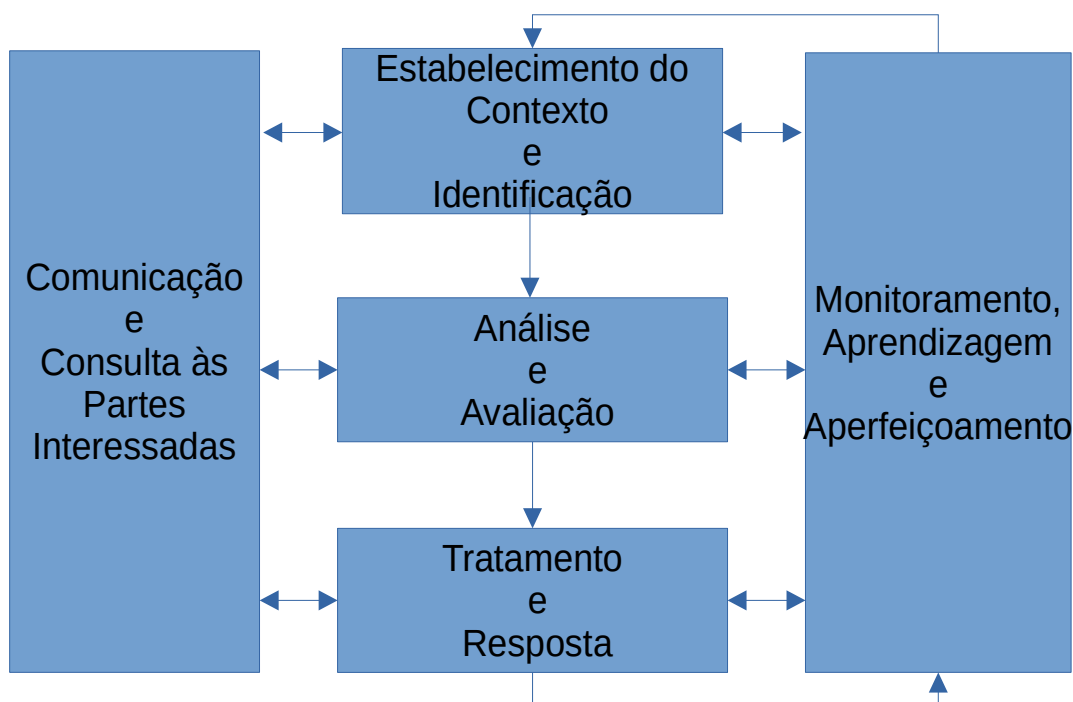 Comunicação
e
Consulta às
Partes
Interessadas
Estabelecimento do
Contexto
e
Identificação
Análise
e
Avaliação
Tratamento
e
Resposta
Monitoramento,
Aprendizagem
e
Aperfeiçoamento